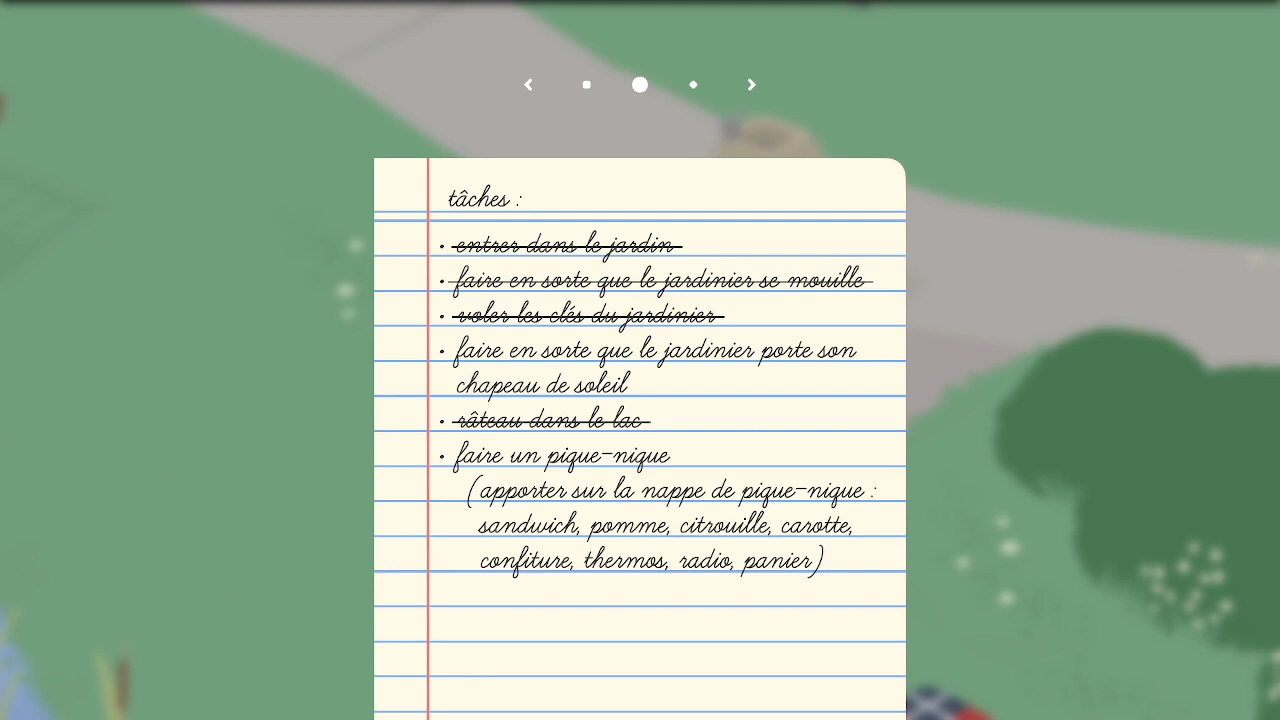 tâches :
• entrer dans le jardin
• faire en sorte que le jardinier se mouille
• voler les clés du jardinier
• faire en sorte que le jardinier porte son
chapeau de soleil
• râteau dans le lac
• faire un pique-nique
(apporter sur la nappe de pique-nique :
sandwich, pomme, citrouille, carotte,
confiture, thermos, radio, panier)